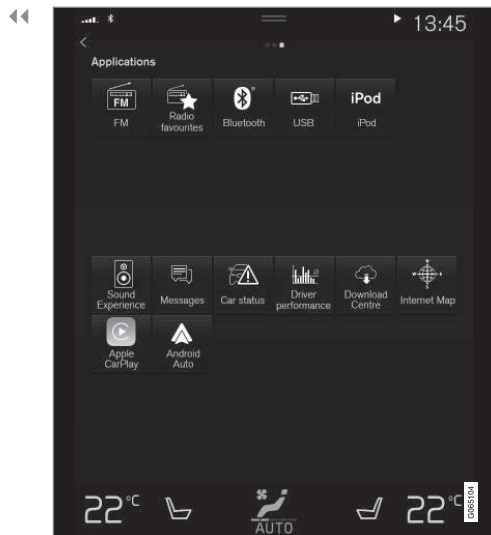 13:45
Applications
FM
iPod
FM
Radio favourites
Bluetooth
USB
iPod
Sound Experience
Messages
Car status
Driver performance
Download Centre
Internet Map
Apple CarPlay
Android Auto
22°C
AUTO
22°C
G065104